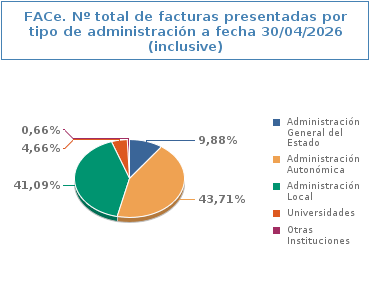 FACe. Nº total de facturas presentadas por
tipo de administración a fecha 30/04/2026
(inclusive)
0,66%
4,66%
9,88%
41,09%
43,71%
Administración
General del
Estado
Administración
Autonómica
Administración
Local
Universidades
Otras
Instituciones